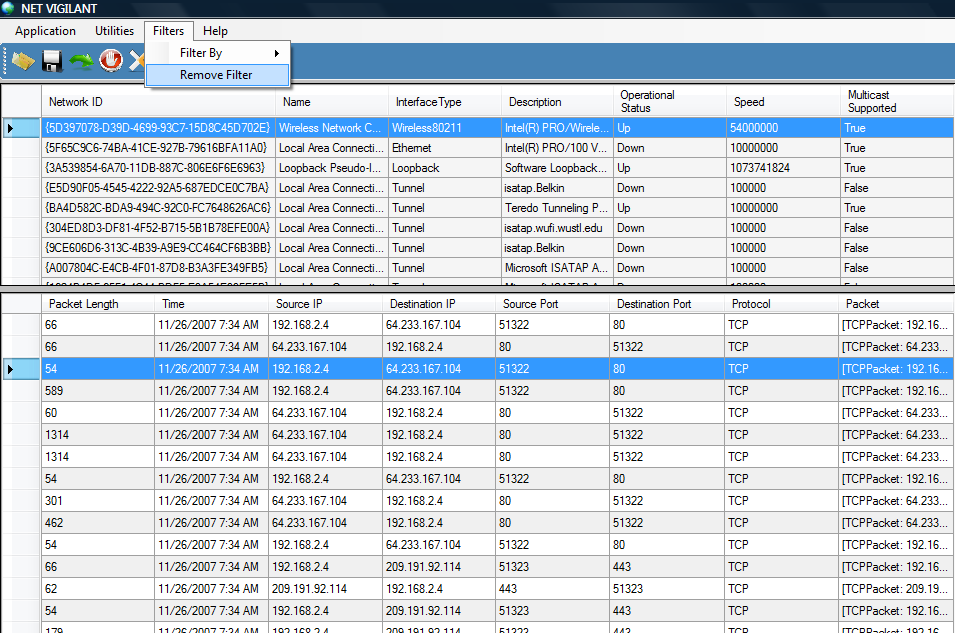 NET VIGILANT
Application Utilities Filters Help
Filter By
Remove Filter
Network ID Name InterfaceType Description Operational Status Speed Multicast Supported
{5D397078-D39D-4699-93C7-15D8C45D702E} Wireless Network C... Wireless80211 Intel(R) PRO/Wirele... Up 54000000 True
{5F65C9C6-74BA-41CE-927B-79616BFA11A0} Local Area Connecti... Ethernet Intel(R) PRO/100 V... Down 10000000 True
{3A539854-6A70-11DB-887C-806E6F6E6963} Loopback Pseudo-I... Loopback Software Loopback... Up 1073741824 True
{E5D90F05-4545-4222-92A5-687EDCE0C7BA} Local Area Connecti... Tunnel isatap.Belkin Down 100000 False
{BA4D582C-BDA9-494C-92C0-FC7648626AC6} Local Area Connecti... Tunnel Teredo Tunneling P... Up 10000000 True
{304ED8D3-DF81-4F52-B715-5B1B78EFE00A} Local Area Connecti... Tunnel isatap.wufi.wustl.edu Down 100000 False
{9CE606D6-313C-4B39-A9E9-CC464CF6B3BB} Local Area Connecti... Tunnel isatap.Belkin Down 100000 False
{A007804C-E4CB-4F01-87D8-B3A3FE349FB5} Local Area Connecti... Tunnel Microsoft ISATAP A... Down 100000 False
Packet Length Time Source IP Destination IP Source Port Destination Port Protocol Packet
66 11/26/2007 7:34 AM 192.168.2.4 64.233.167.104 51322 80 TCP [TCPPacket: 192.16...
66 11/26/2007 7:34 AM 64.233.167.104 192.168.2.4 80 51322 TCP [TCPPacket: 64.233...
54 11/26/2007 7:34 AM 192.168.2.4 64.233.167.104 51322 80 TCP [TCPPacket: 192.16...
589 11/26/2007 7:34 AM 192.168.2.4 64.233.167.104 51322 80 TCP [TCPPacket: 192.16...
60 11/26/2007 7:34 AM 64.233.167.104 192.168.2.4 80 51322 TCP [TCPPacket: 64.233...
1314 11/26/2007 7:34 AM 64.233.167.104 192.168.2.4 80 51322 TCP [TCPPacket: 64.233...
1314 11/26/2007 7:34 AM 64.233.167.104 192.168.2.4 80 51322 TCP [TCPPacket: 64.233...
54 11/26/2007 7:34 AM 192.168.2.4 64.233.167.104 51322 80 TCP [TCPPacket: 192.16...
301 11/26/2007 7:34 AM 64.233.167.104 192.168.2.4 80 51322 TCP [TCPPacket: 64.233...
462 11/26/2007 7:34 AM 64.233.167.104 192.168.2.4 80 51322 TCP [TCPPacket: 64.233...
54 11/26/2007 7:34 AM 192.168.2.4 64.233.167.104 51322 80 TCP [TCPPacket: 192.16...
66 11/26/2007 7:34 AM 192.168.2.4 209.191.92.114 51323 443 TCP [TCPPacket: 192.16...
62 11/26/2007 7:34 AM 209.191.92.114 192.168.2.4 443 51323 TCP [TCPPacket: 209.19...
54 11/26/2007 7:34 AM 192.168.2.4 209.191.92.114 51323 443 TCP [TCPPacket: 192.16...
179 11/26/2007 7:34 AM 192.168.2.4 209.191.92.114 51323 443 TCP [TCPPacket: 192.16...